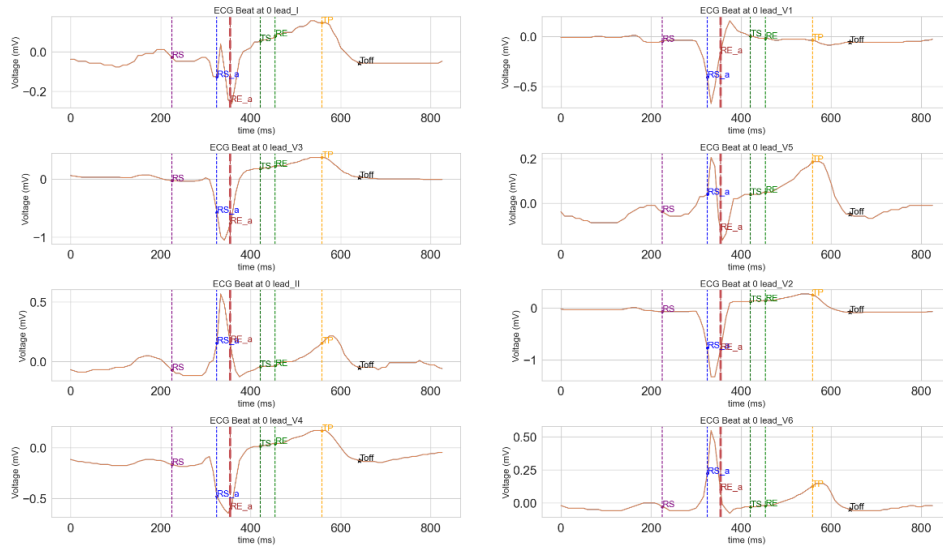 ECG Beat at 0 lead_I
Voltage (mV)
0.0
−0.2
RS
RS_a
RE_a
TS
RE
TP
Toff
0 200 400 600 800
time (ms)
ECG Beat at 0 lead_V1
Voltage (mV)
0.0
−0.5
RS
RS_a
RE_a
TS
RE
TP
Toff
0 200 400 600 800
time (ms)
ECG Beat at 0 lead_V3
Voltage (mV)
0
−1
RS
RS_a
RE_a
TS
RE
TP
Toff
0 200 400 600 800
time (ms)
ECG Beat at 0 lead_V5
Voltage (mV)
0.2
0.0
RS
RS_a
RE_a
TS
RE
TP
Toff
0 200 400 600 800
time (ms)
ECG Beat at 0 lead_II
Voltage (mV)
0.5
0.0
RS
RS_a
RE_a
TS
RE
TP
Toff
0 200 400 600 800
time (ms)
ECG Beat at 0 lead_V2
Voltage (mV)
0
−1
RS
RS_a
RE_a
TS
RE
TP
Toff
0 200 400 600 800
time (ms)
ECG Beat at 0 lead_V4
Voltage (mV)
0.0
−0.5
RS
RS_a
RE_a
TS
RE
TP
Toff
0 200 400 600 800
time (ms)
ECG Beat at 0 lead_V6
Voltage (mV)
0.50
0.25
0.00
RS
RS_a
RE_a
TS
RE
TP
Toff
0 200 400 600 800
time (ms)